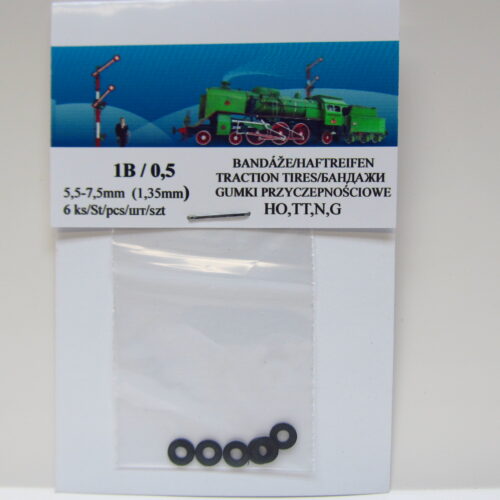 1B / 0,5
5,5-7,5mm (1,35mm)
6 ks/St/pcs/шт/szt
BANDÁŽE/HAFTREIFEN
TRACTION TIRES/БАНДАЖИ
GUMKI PRZYCZEPNOŚCIOWE
HO,TT,N,G